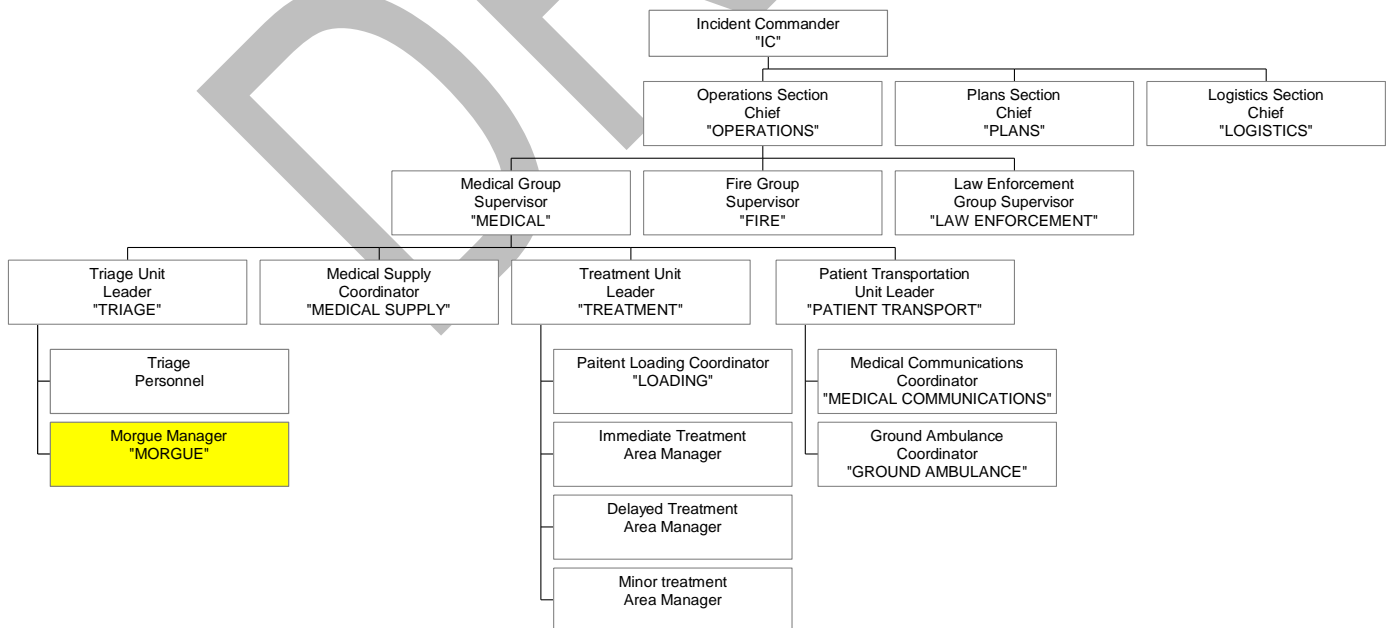 Incident Commander
"IC"
Operations Section
Chief
"OPERATIONS"
Plans Section
Chief
"PLANS"
Logistics Section
Chief
"LOGISTICS"
Medical Group
Supervisor
"MEDICAL"
Fire Group
Supervisor
"FIRE"
Law Enforcement
Group Supervisor
"LAW ENFORCEMENT"
Triage Unit
Leader
"TRIAGE"
Medical Supply
Coordinator
"MEDICAL SUPPLY"
Treatment Unit
Leader
"TREATMENT"
Patient Transportation
Unit Leader
"PATIENT TRANSPORT"
Triage
Personnel
Morgue Manager
"MORGUE"
Paitent Loading Coordinator
"LOADING"
Immediate Treatment
Area Manager
Delayed Treatment
Area Manager
Minor treatment
Area Manager
Medical Communications
Coordinator
"MEDICAL COMMUNICATIONS"
Ground Ambulance
Coordinator
"GROUND AMBULANCE"